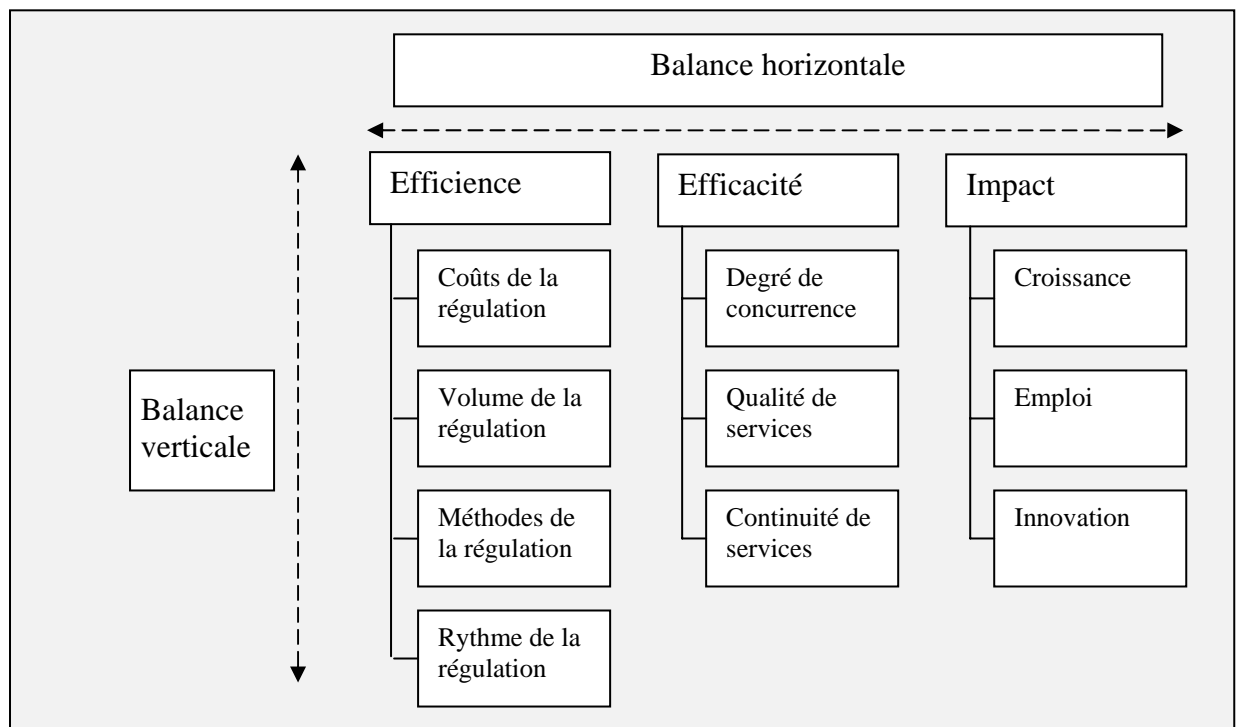 Balance horizontale
Efficience
Efficacité
Impact
Coûts de la
régulation
Degré de
concurrence
Croissance
Balance
verticale
Volume de la
régulation
Qualité de
services
Emploi
Méthodes de
la régulation
Continuité de
services
Innovation
Rythme de la
régulation